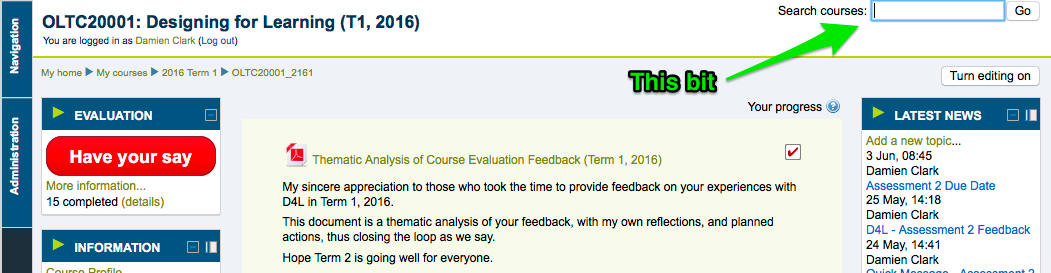 OLTC20001: Designing for Learning (T1, 2016)
You are logged in as Damien Clark (Log out)
Search courses:
Go
Navigation
Administration
My home ▶ My courses ▶ 2016 Term 1 ▶ OLTC20001_2161
This bit
Turn editing on
EVALUATION
Have your say
More information...
15 completed (details)
INFORMATION
Course Profile
Your progress
Thematic Analysis of Course Evaluation Feedback (Term 1, 2016)
My sincere appreciation to those who took the time to provide feedback on your experiences with
D4L in Term 1, 2016.
This document is a thematic analysis of your feedback, with my own reflections, and planned
actions, thus closing the loop as we say.
Hope Term 2 is going well for everyone.
LATEST NEWS
Add a new topic...
3 Jun, 08:45
Damien Clark
Assessment 2 Due Date
25 May, 14:18
Damien Clark
D4L - Assessment 2 Feedback
24 May, 14:41
Damien Clark
Quick Message - Assessment 2